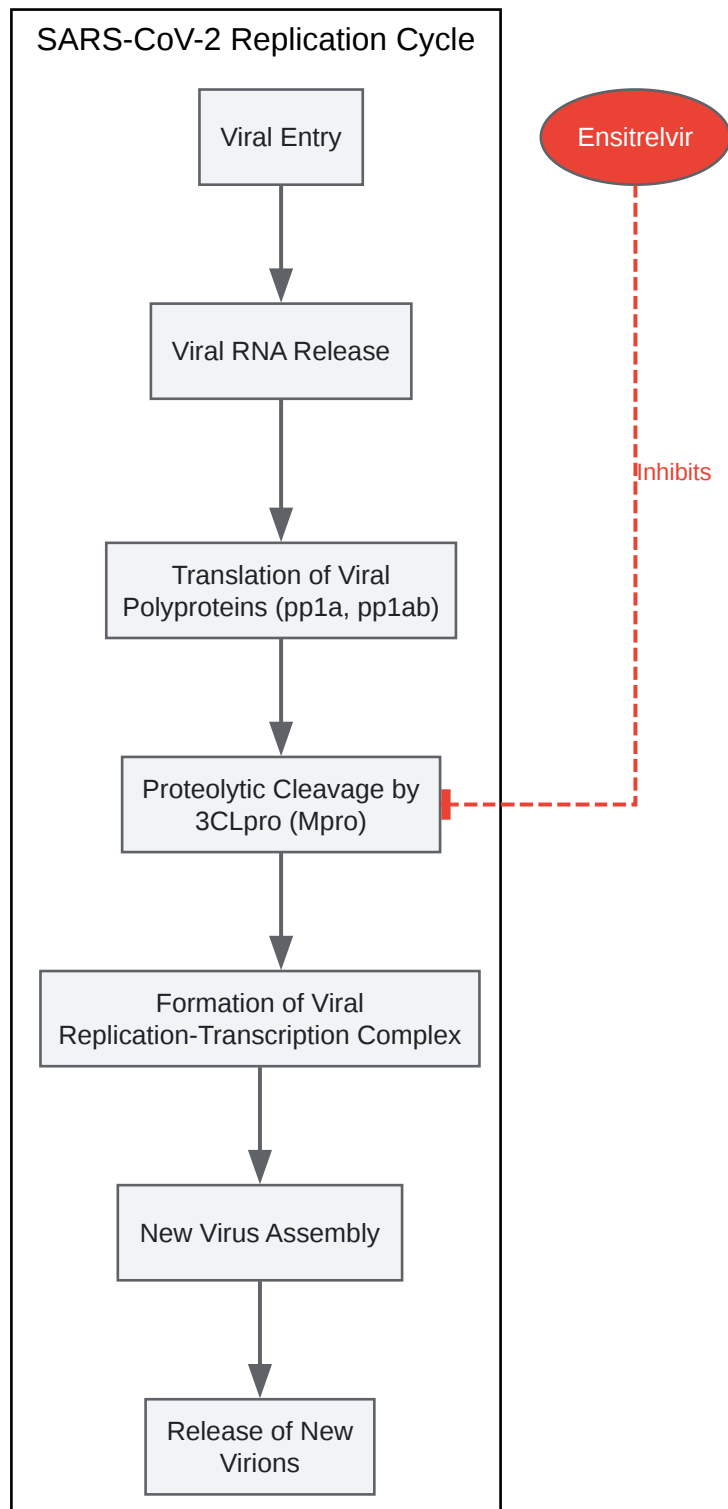 SARS-CoV-2 Replication Cycle
Viral Entry
Ensitrelvir
Viral RNA Release
Inhibits
Translation of Viral
Polyproteins (pp1a, pp1ab)
Proteolytic Cleavage by
3CLpro (Mpro)
Formation of Viral
Replication-Transcription Complex
New Virus Assembly
Release of New
Virions